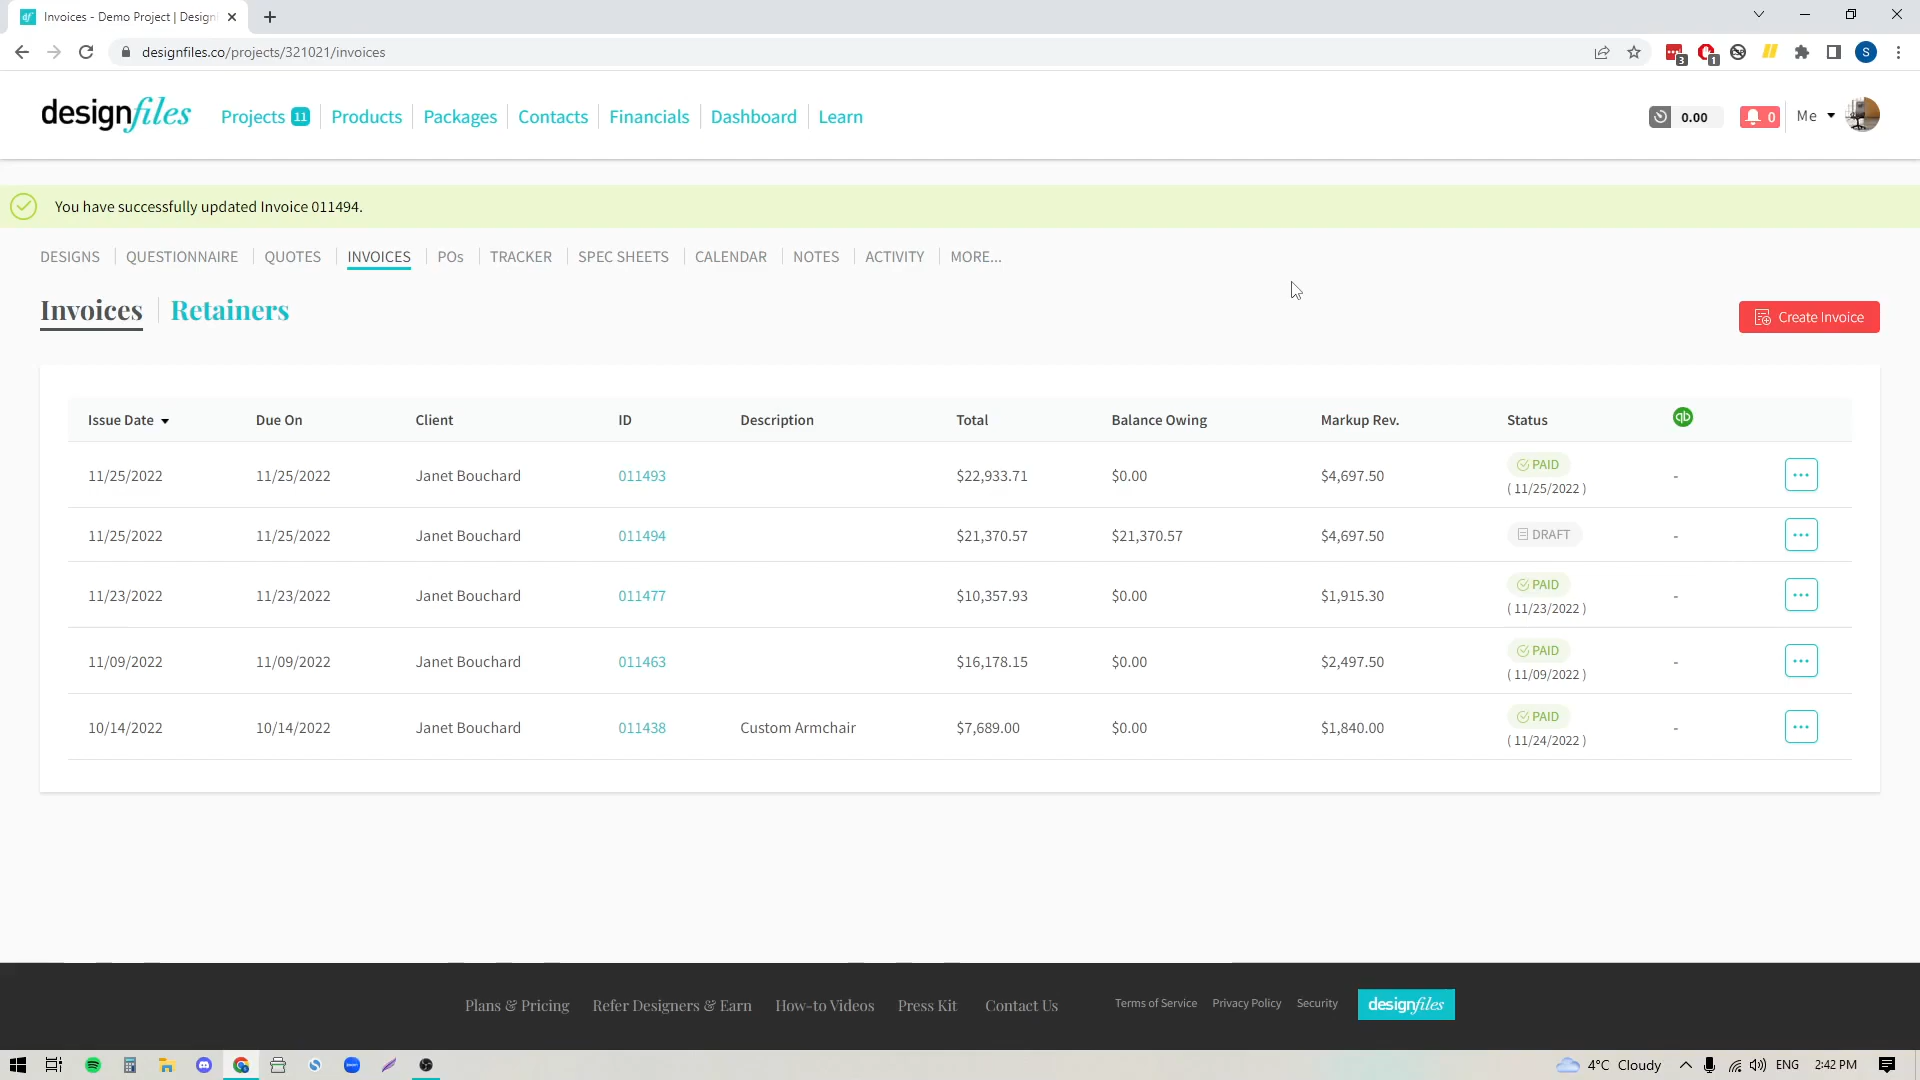 Invoices - Demo Project | Design
designfiles.co/projects/321021/invoices
3
1
S
designfiles
Projects 11
Products
Packages
Contacts
Financials
Dashboard
Learn
0.00
0
Me
You have successfully updated Invoice 011494.
DESIGNS
QUESTIONNAIRE
QUOTES
INVOICES
POs
TRACKER
SPEC SHEETS
CALENDAR
NOTES
ACTIVITY
MORE...
Invoices
Retainers
Create Invoice
Issue Date Due On Client ID Description Total Balance Owing Markup Rev. Status qb
11/25/2022 11/25/2022 Janet Bouchard 011493 $22,933.71 $0.00 $4,697.50 PAID -
( 11/25/2022 )
11/25/2022 11/25/2022 Janet Bouchard 011494 $21,370.57 $21,370.57 $4,697.50 DRAFT -
11/23/2022 11/23/2022 Janet Bouchard 011477 $10,357.93 $0.00 $1,915.30 PAID -
( 11/23/2022 )
11/09/2022 11/09/2022 Janet Bouchard 011463 $16,178.15 $0.00 $2,497.50 PAID -
( 11/09/2022 )
10/14/2022 10/14/2022 Janet Bouchard 011438 Custom Armchair $7,689.00 $0.00 $1,840.00 PAID -
( 11/24/2022 )
Plans & Pricing
Refer Designers & Earn
How-to Videos
Press Kit
Contact Us
Terms of Service
Privacy Policy
Security
designfiles
4°C Cloudy
ENG
2:42 PM